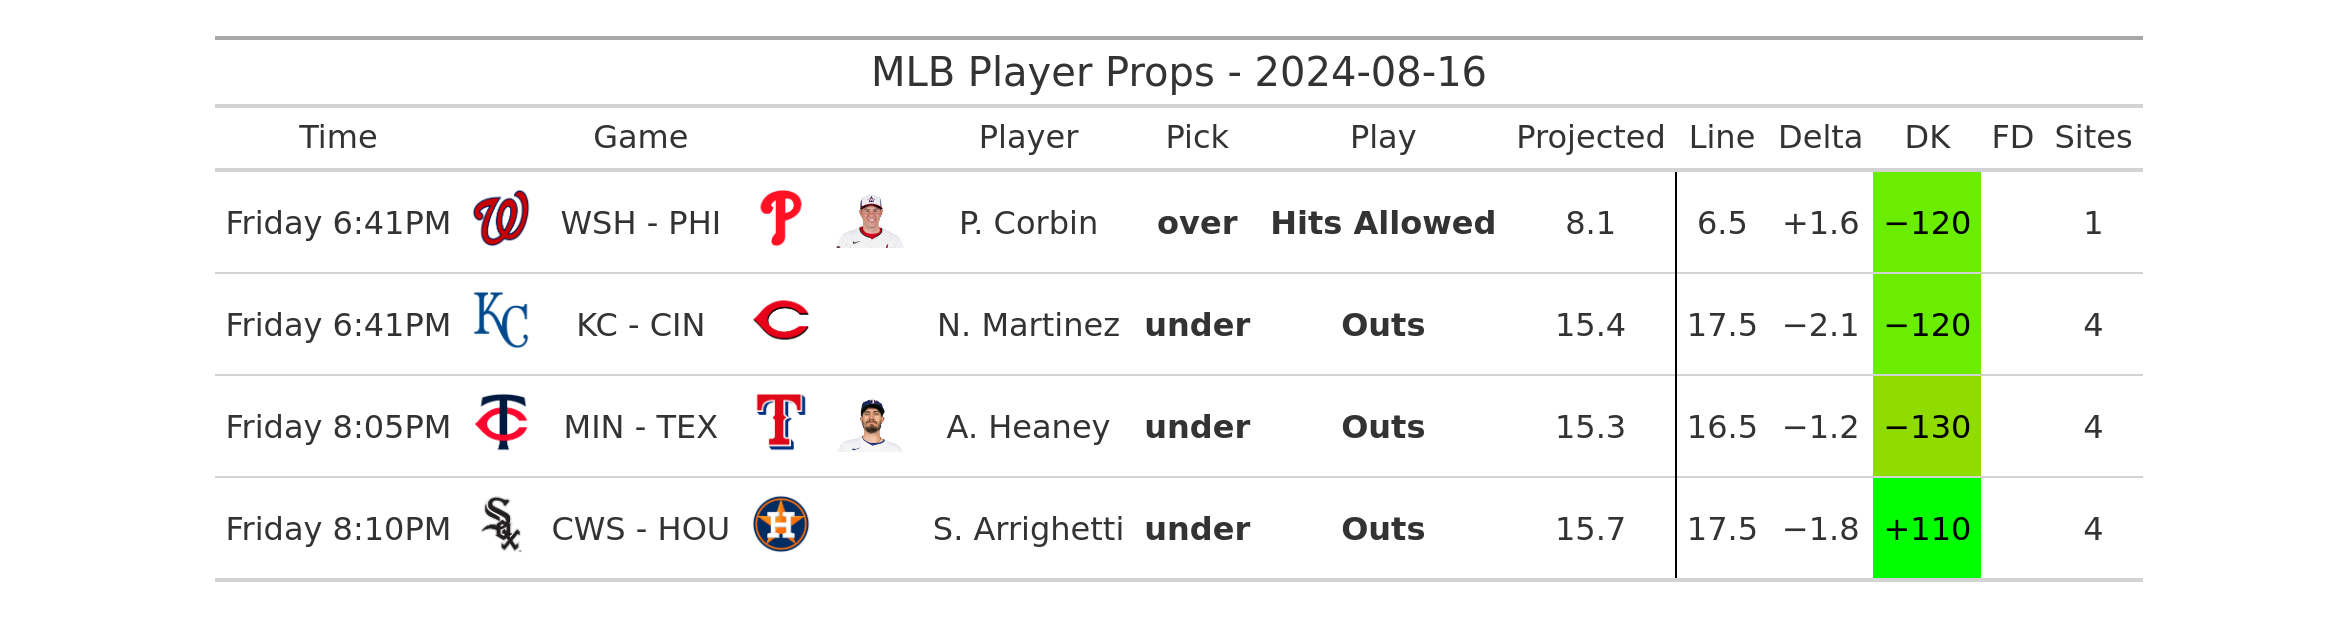 MLB Player Props - 2024-08-16
Time Game Player Pick Play Projected Line Delta DK FD Sites
Friday 6:41PM WSH - PHI P. Corbin over Hits Allowed 8.1 6.5 +1.6 −120 1
Friday 6:41PM KC - CIN N. Martinez under Outs 15.4 17.5 −2.1 −120 4
Friday 8:05PM MIN - TEX A. Heaney under Outs 15.3 16.5 −1.2 −130 4
Friday 8:10PM CWS - HOU S. Arrighetti under Outs 15.7 17.5 −1.8 +110 4